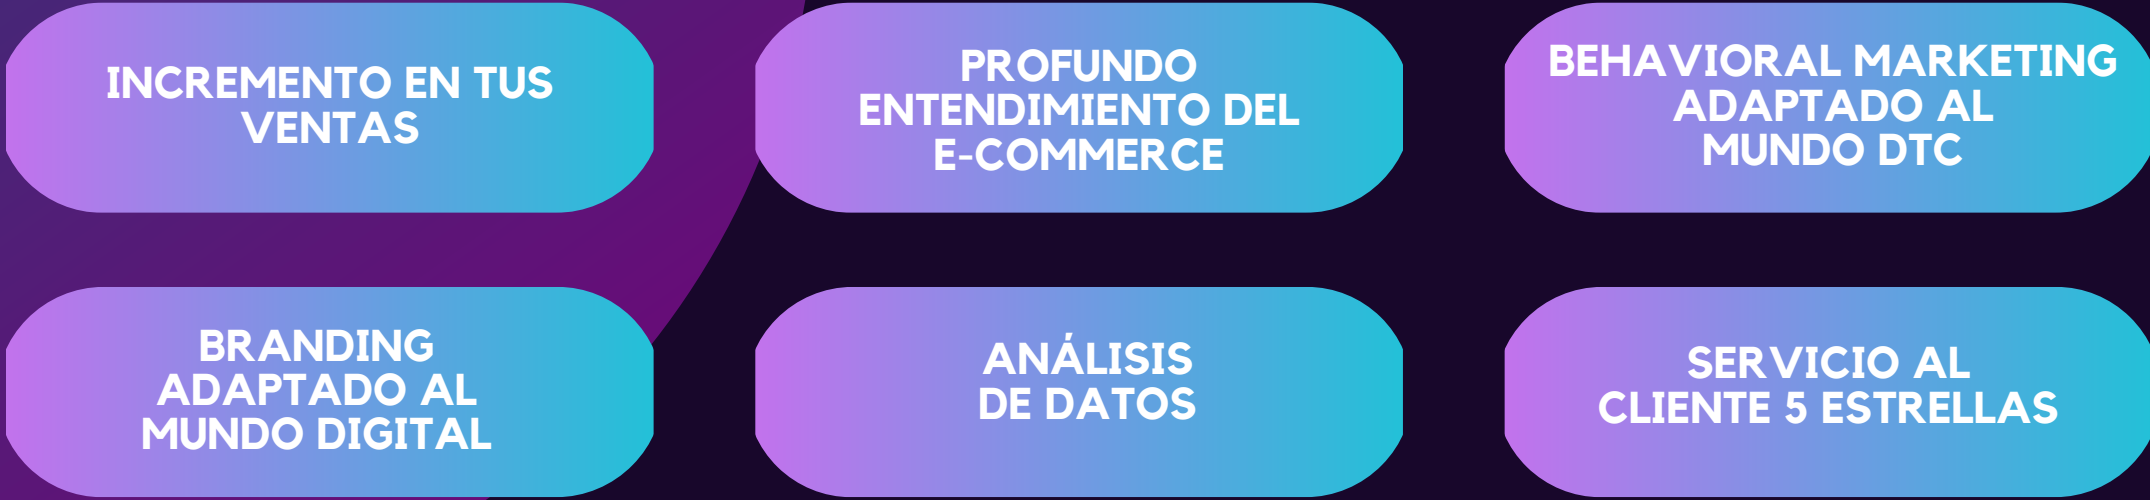 INCREMENTO EN TUS
VENTAS
PROFUNDO
ENTENDIMIENTO DEL
E-COMMERCE
BEHAVIORAL MARKETING
ADAPTADO AL
MUNDO DTC
BRANDING
ADAPTADO AL
MUNDO DIGITAL
ANÁLISIS
DE DATOS
SERVICIO AL
CLIENTE 5 ESTRELLAS